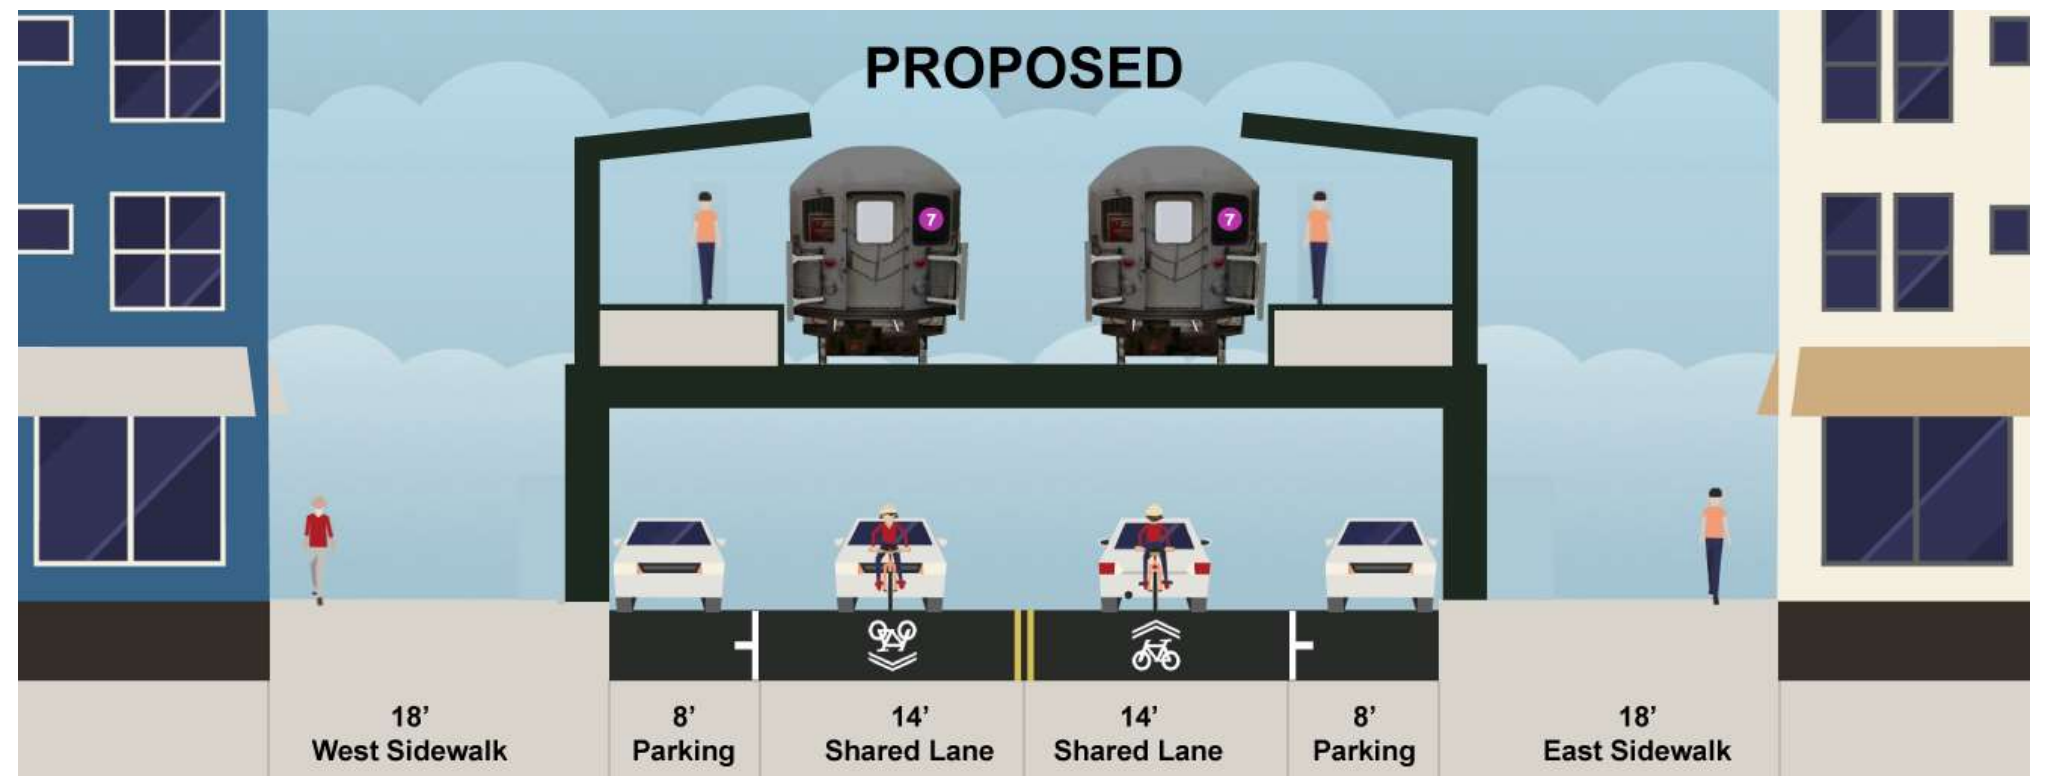 PROPOSED
7
7
18’
West Sidewalk
8’
Parking
14’
Shared Lane
14’
Shared Lane
8’
Parking
18’
East Sidewalk